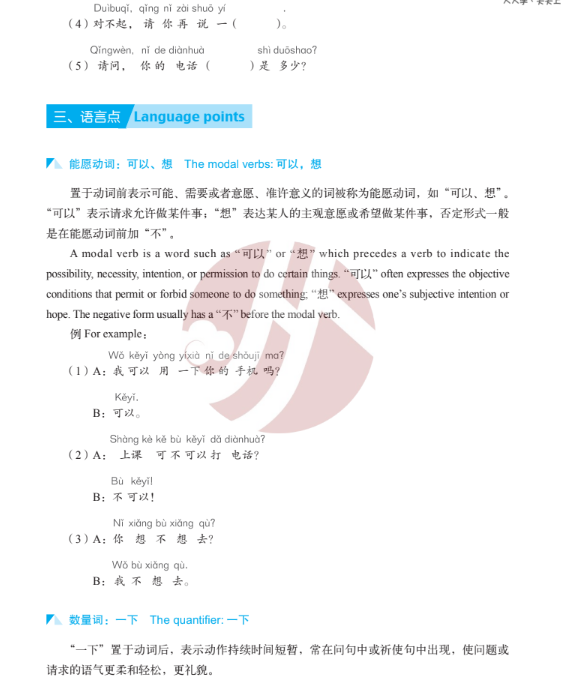 Duìbuqǐ, qǐng nǐ zài shuō yí ,
（4）对不起，请 你 再 说 一（ ）。
Qǐngwèn, nǐ de diànhuà shì duōshao?
（5）请问，你 的 电话（ ）是 多少？
三、语言点 Language points
能愿动词：可以、想 The modal verbs: 可以，想
置于动词前表示可能、需要或者意愿、准许意义的词被称为能愿动词，如“可以、想”。
“可以”表示请求允许做某件事；“想”表达某人的主观意愿或希望做某件事，否定形式一般
是在能愿动词前加“不”。
A modal verb is a word such as “可以” or “想” which precedes a verb to indicate the
possibility, necessity, intention, or permission to do certain things. “可以” often expresses the objective
conditions that permit or forbid someone to do something; “想” expresses one’s subjective intention or
hope. The negative form usually has a “不” before the modal verb.
例 For example：
Wǒ kěyǐ yòng yíxià nǐ de shǒujī ma?
（1）A：我 可以 用 一下 你 的 手机 吗？
Kěyǐ.
B：可以。
Shàng kè kě bù kěyǐ dǎ diànhuà?
（2）A：上课 可 不 可以 打 电话？
Bù kěyǐ!
B：不 可以！
Nǐ xiǎng bù xiǎng qù?
（3）A：你 想 不 想 去？
Wǒ bù xiǎng qù.
B：我 不 想 去。
数量词：一下 The quantifier: 一下
“一下”置于动词后，表示动作持续时间短暂，常在问句中或祈使句中出现，使问题或
请求的语气更柔和轻松，更礼貌。